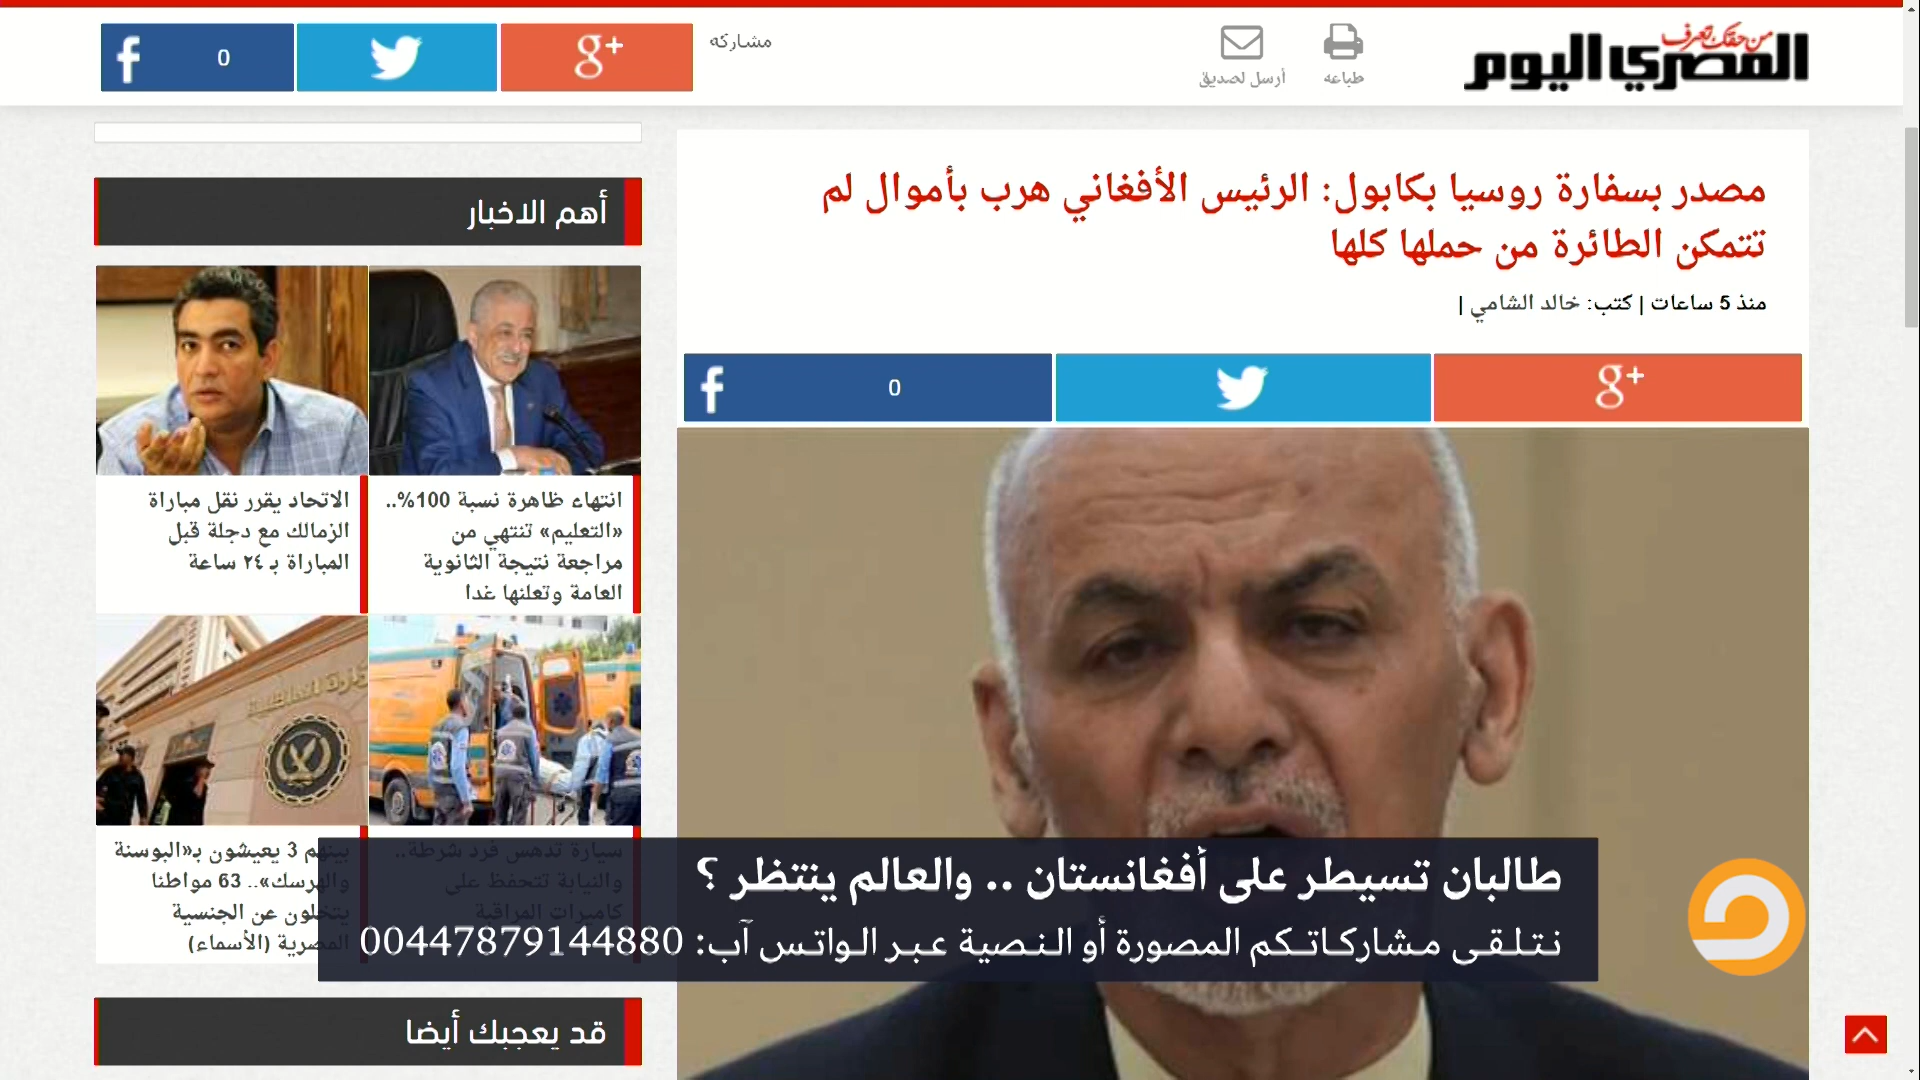 من حقك تعرف
المصري اليوم
طباعه
أرسل لصديق
مشاركه
g+
0
مصدر بسفارة روسيا بكابول: الرئيس الأفغاني هرب بأموال لم
تتمكن الطائرة من حملها كلها
منذ 5 ساعات | كتب: خالد الشامي |
g+
0
أهم الاخبار
انتهاء ظاهرة نسبة 100%..
«التعليم» تنتهي من
مراجعة نتيجة الثانوية
العامة وتعلنها غدا
الاتحاد يقرر نقل مباراة
الزمالك مع دجلة قبل
المباراة بـ ٢٤ ساعة
سيارة تدهس فرد شرطة..
والنيابة تتحفظ على
كاميرات المراقبة
بينهم 3 يعيشون بـ«البوسنة
والهرسك».. 63 مواطنا
يتخلون عن الجنسية
المصرية (الأسماء)
قد يعجبك أيضا
طالبان تسيطر على أفغانستان .. والعالم ينتظر ؟
نتلقى مشاركاتكم المصورة أو النصية عبر الواتس آب: 00447879144880